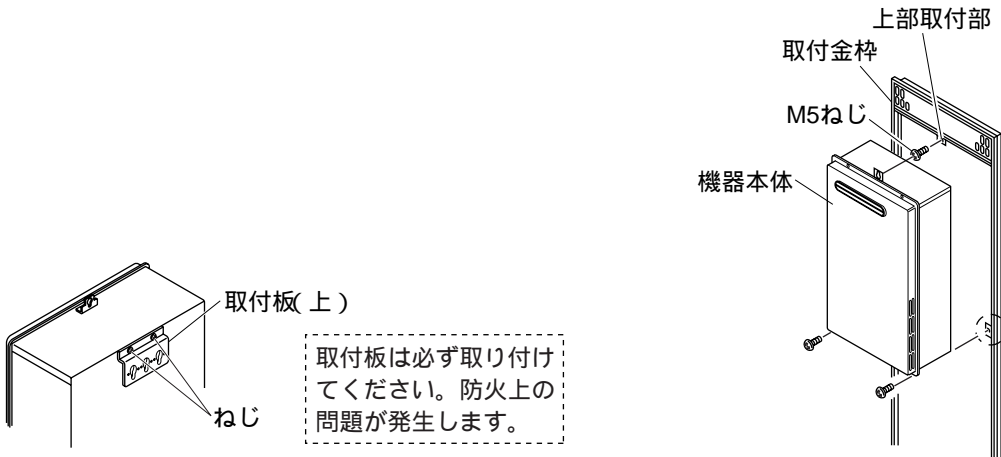 上部取付部
取付金枠
M5ねじ
機器本体
取付板(上)
ねじ
取付板は必ず取り付け
てください。防火上の
問題が発生します。